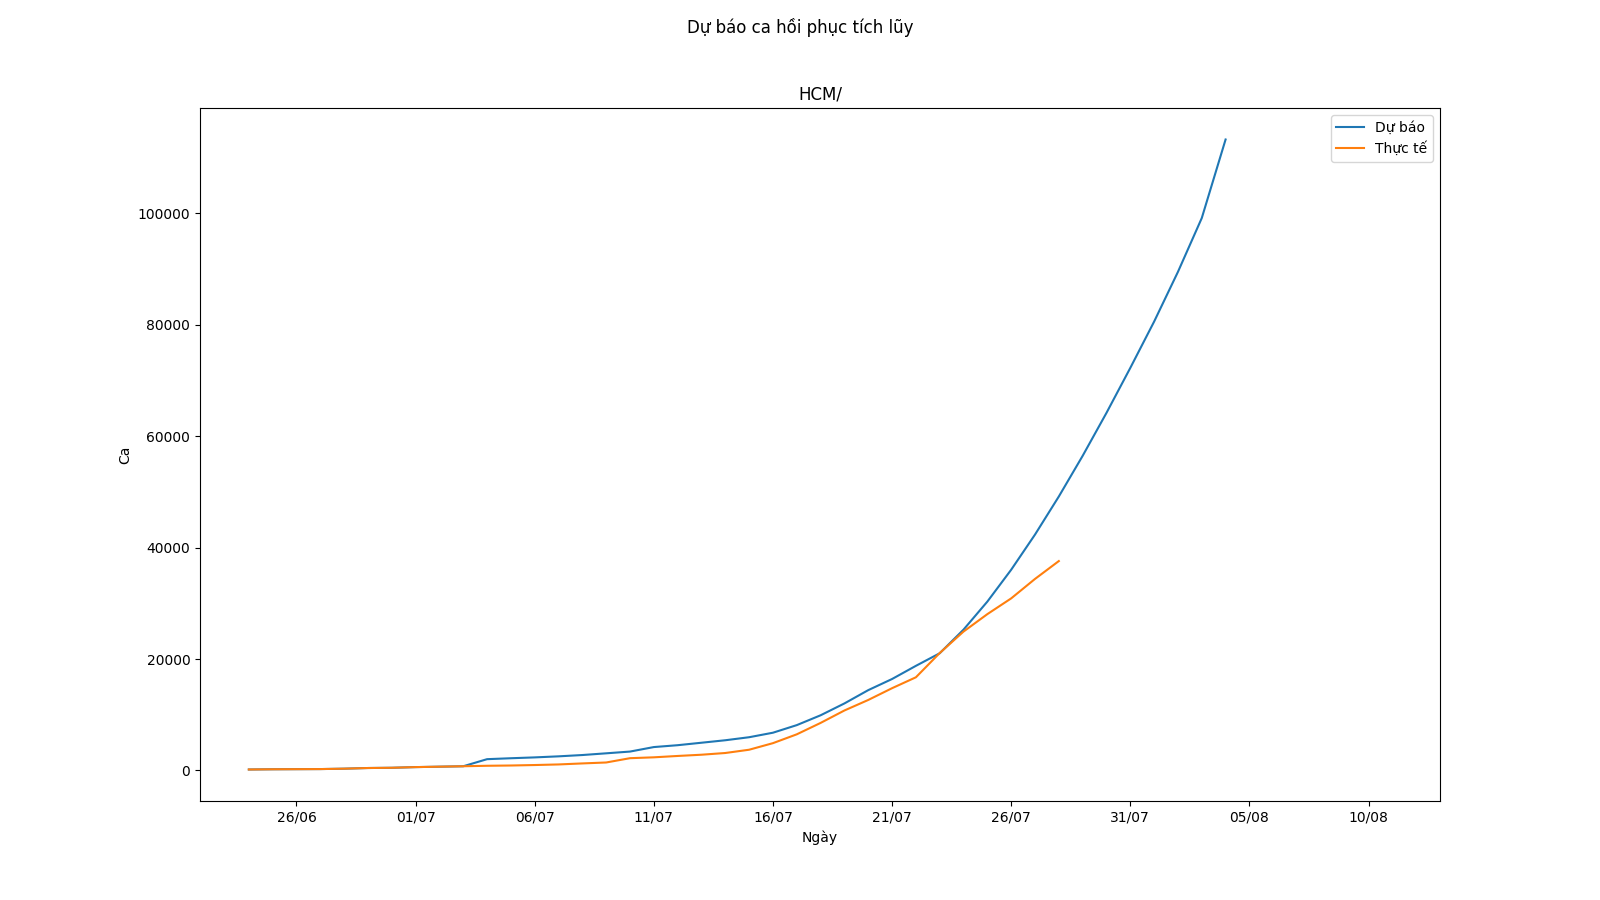 Dự báo ca hồi phục tích lũy
HCM/
Dự báo
Thực tế
100000
80000
60000
40000
20000
0
Ca
26/06 01/07 06/07 11/07 16/07 21/07 26/07 31/07 05/08 10/08
Ngày